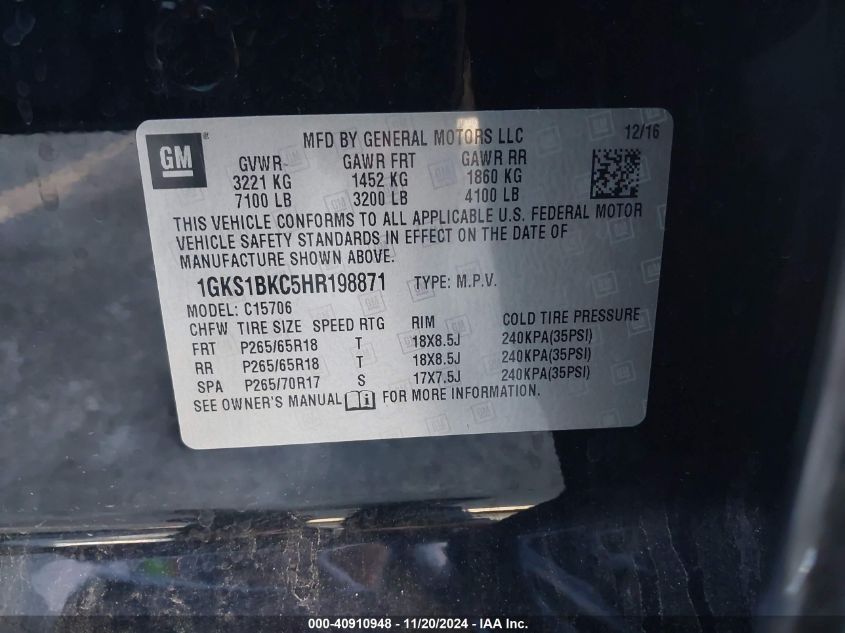 GM
MFD BY GENERAL MOTORS LLC 12/16
GVWR GAWR FRT GAWR RR
3221 KG 1452 KG 1860 KG
7100 LB 3200 LB 4100 LB
THIS VEHICLE CONFORMS TO ALL APPLICABLE U.S. FEDERAL MOTOR
VEHICLE SAFETY STANDARDS IN EFFECT ON THE DATE OF
MANUFACTURE SHOWN ABOVE.
1GKS1BKC5HR198871 TYPE: M.P.V.
MODEL: C15706
CHFW TIRE SIZE SPEED RTG RIM COLD TIRE PRESSURE
FRT P265/65R18 T 18X8.5J 240KPA(35PSI)
RR P265/65R18 T 18X8.5J 240KPA(35PSI)
SPA P265/70R17 S 17X7.5J 240KPA(35PSI)
SEE OWNER'S MANUAL FOR MORE INFORMATION.
000-40910948 - 11/20/2024 - IAA Inc.